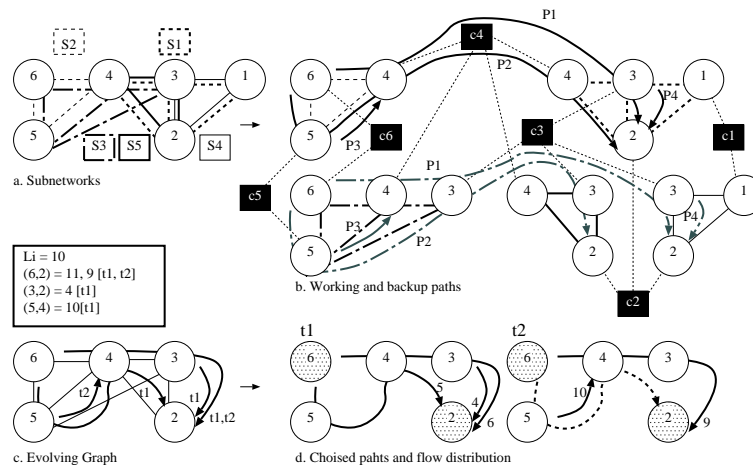 S2
S1
6
4
3
1
5
2
S3
S5
S4
a. Subnetworks
P1
c4
6
4
P2
4
3
1
P4
5
P3
c6
2
c3
c1
c5
P1
6
4
3
4
3
3
1
P3
P4
5
P2
2
2
c2
b. Working and backup paths
Li = 10
(6,2) = 11, 9 [t1, t2]
(3,2) = 4 [t1]
(5,4) = 10[t1]
6
4
3
t2
t1
t1
5
2
t1,t2
c. Evolving Graph
t1
t2
6
4
3
5
4
5
2
6
6
4
3
10
5
2
9
d. Choised pahts and flow distribution